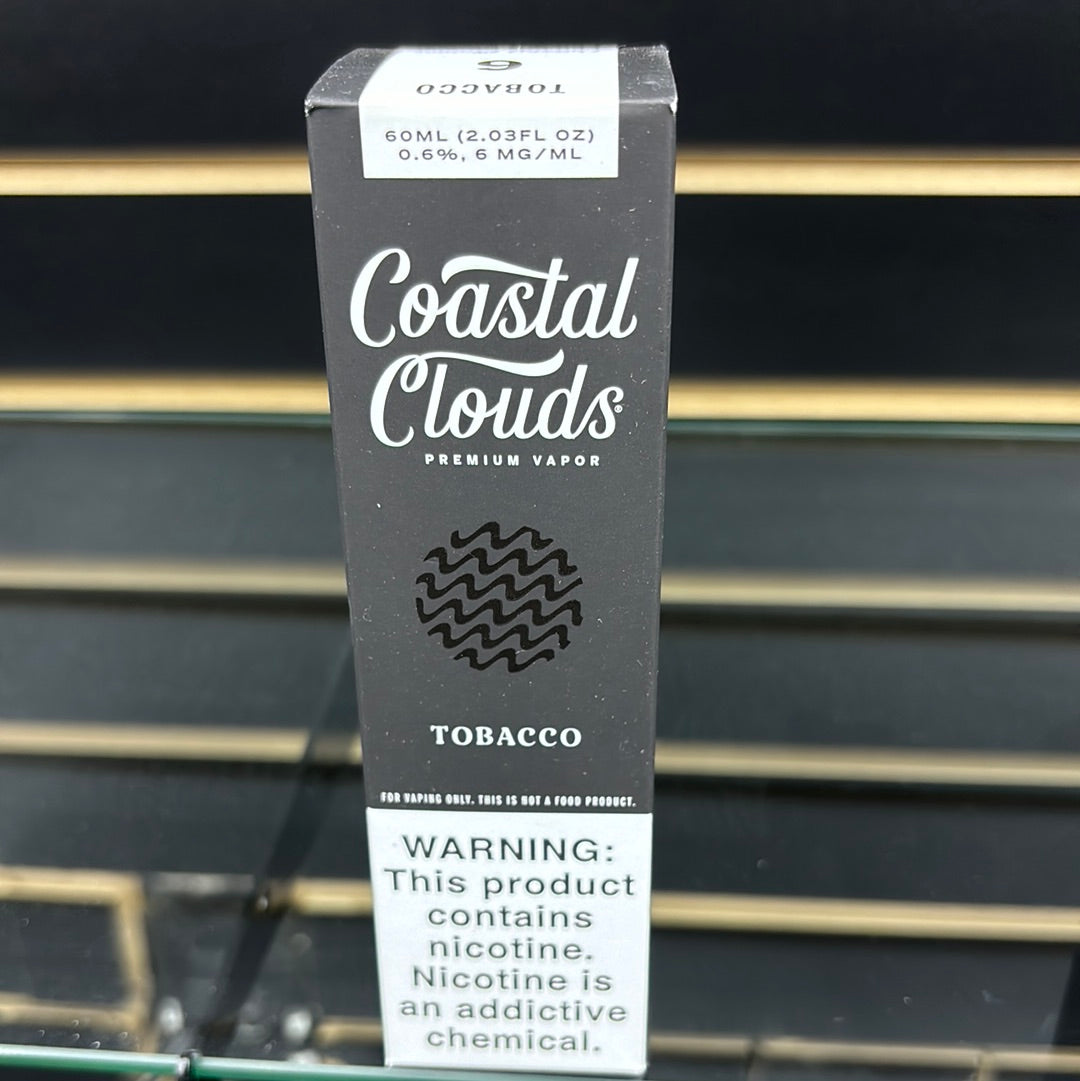 6
TOBACCO
60ML (2.03FL OZ)
0.6%, 6 MG/ML
Coastal
Clouds®
PREMIUM VAPOR
TOBACCO
FOR VAPING ONLY. THIS IS NOT A FOOD PRODUCT.
WARNING:
This product
contains
nicotine.
Nicotine is
an addictive
chemical.